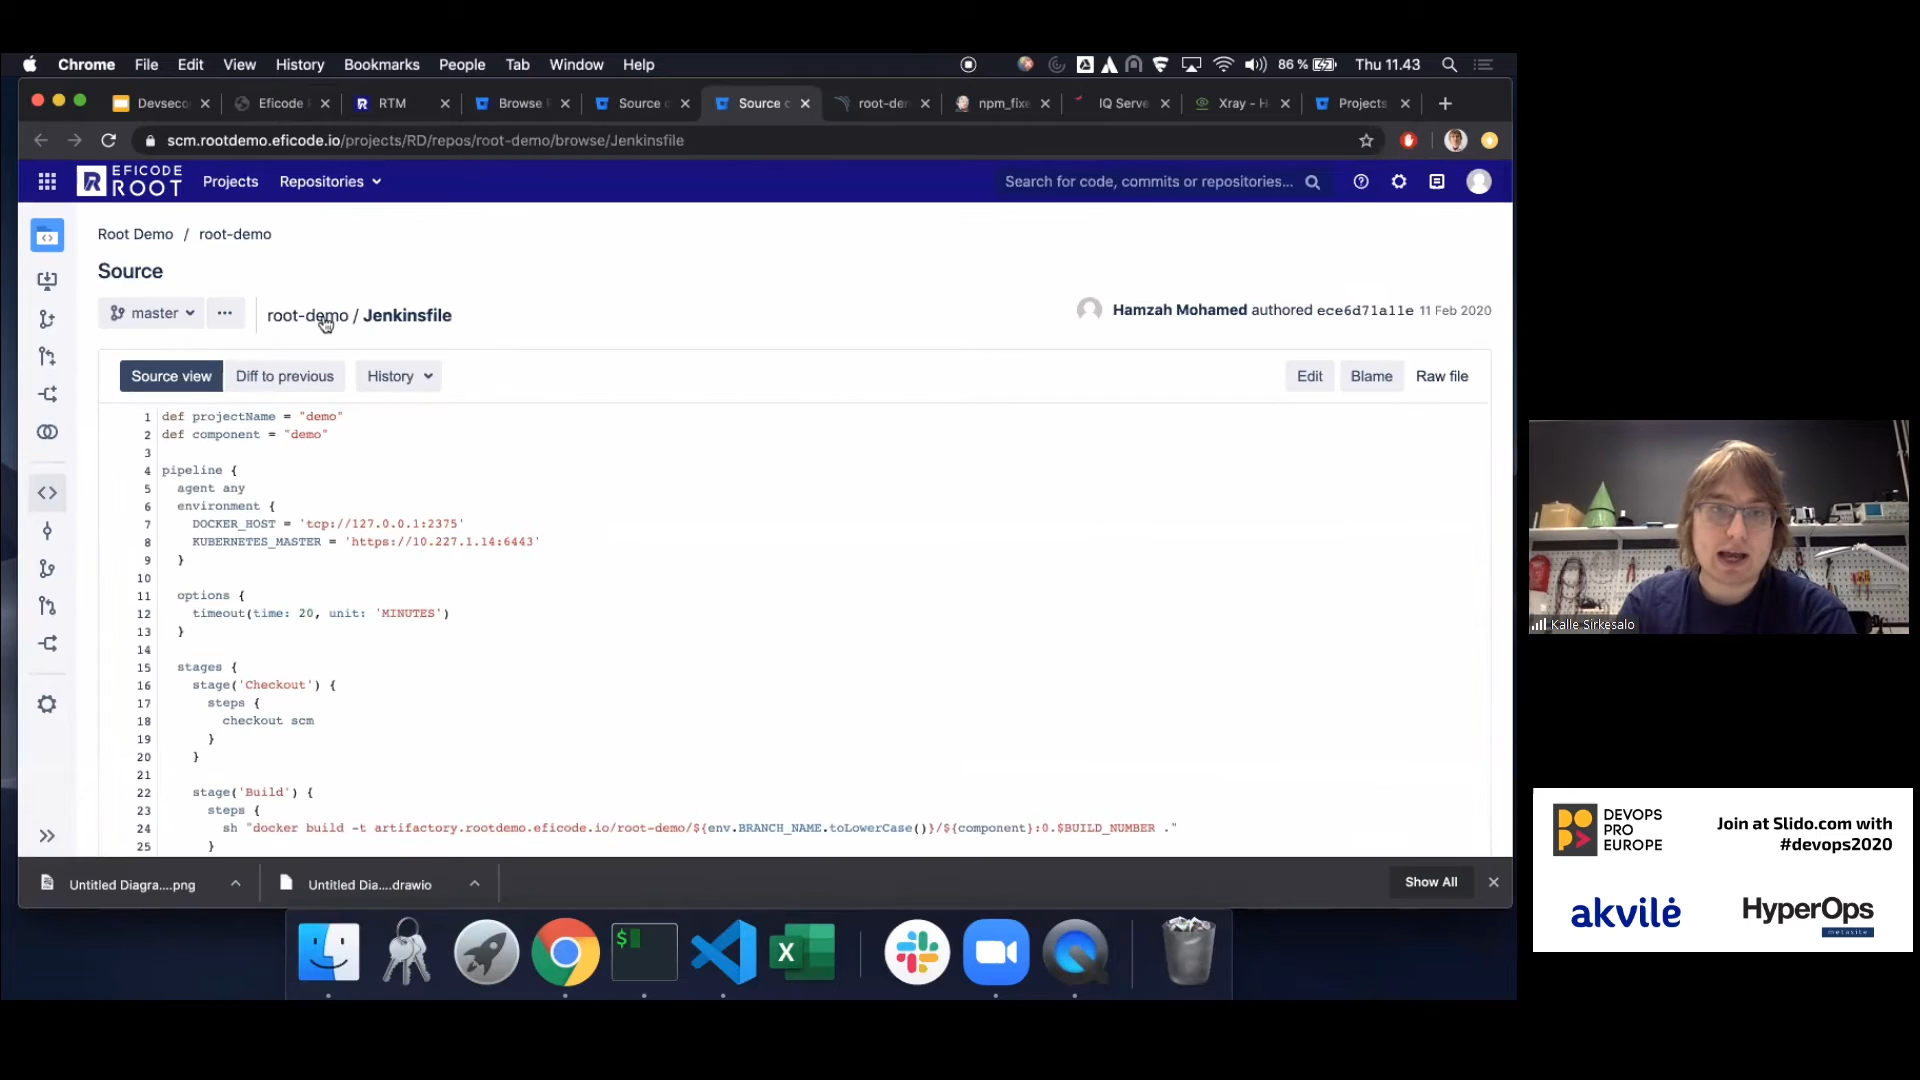 Chrome File Edit View History Bookmarks People Tab Window Help 86 % Thu 11.43
Devseco Eficode RTM Browse Source c Source c root-der npm_fixe IQ Serve Xray - H Projects
scm.rootdemo.eficode.io/projects/RD/repos/root-demo/browse/Jenkinsfile
EFICODE
ROOT
Projects Repositories Search for code, commits or repositories...
Root Demo / root-demo
Source
master ... root-demo / Jenkinsfile
Hamzah Mohamed authored ece6d71a11e 11 Feb 2020
Source view Diff to previous History Edit Blame Raw file
1 def projectName = "demo"
2 def component = "demo"
3
4 pipeline {
5 agent any
6 environment {
7 DOCKER_HOST = 'tcp://127.0.0.1:2375'
8 KUBERNETES_MASTER = 'https://10.227.1.14:6443'
9 }
10
11 options {
12 timeout(time: 20, unit: 'MINUTES')
13 }
14
15 stages {
16 stage('Checkout') {
17 steps {
18 checkout scm
19 }
20 }
21
22 stage('Build') {
23 steps {
24 sh "docker build -t artifactory.rootdemo.eficode.io/root-demo/${env.BRANCH_NAME.toLowerCase()}/${component}:0.$BUILD_NUMBER ."
25 }
Untitled Diagra....png Untitled Dia....drawio Show All
Kalle Sirkesalo
DEVOPS
PRO
EUROPE
Join at Slido.com with
#devops2020
akvilė
HyperOps
metasite